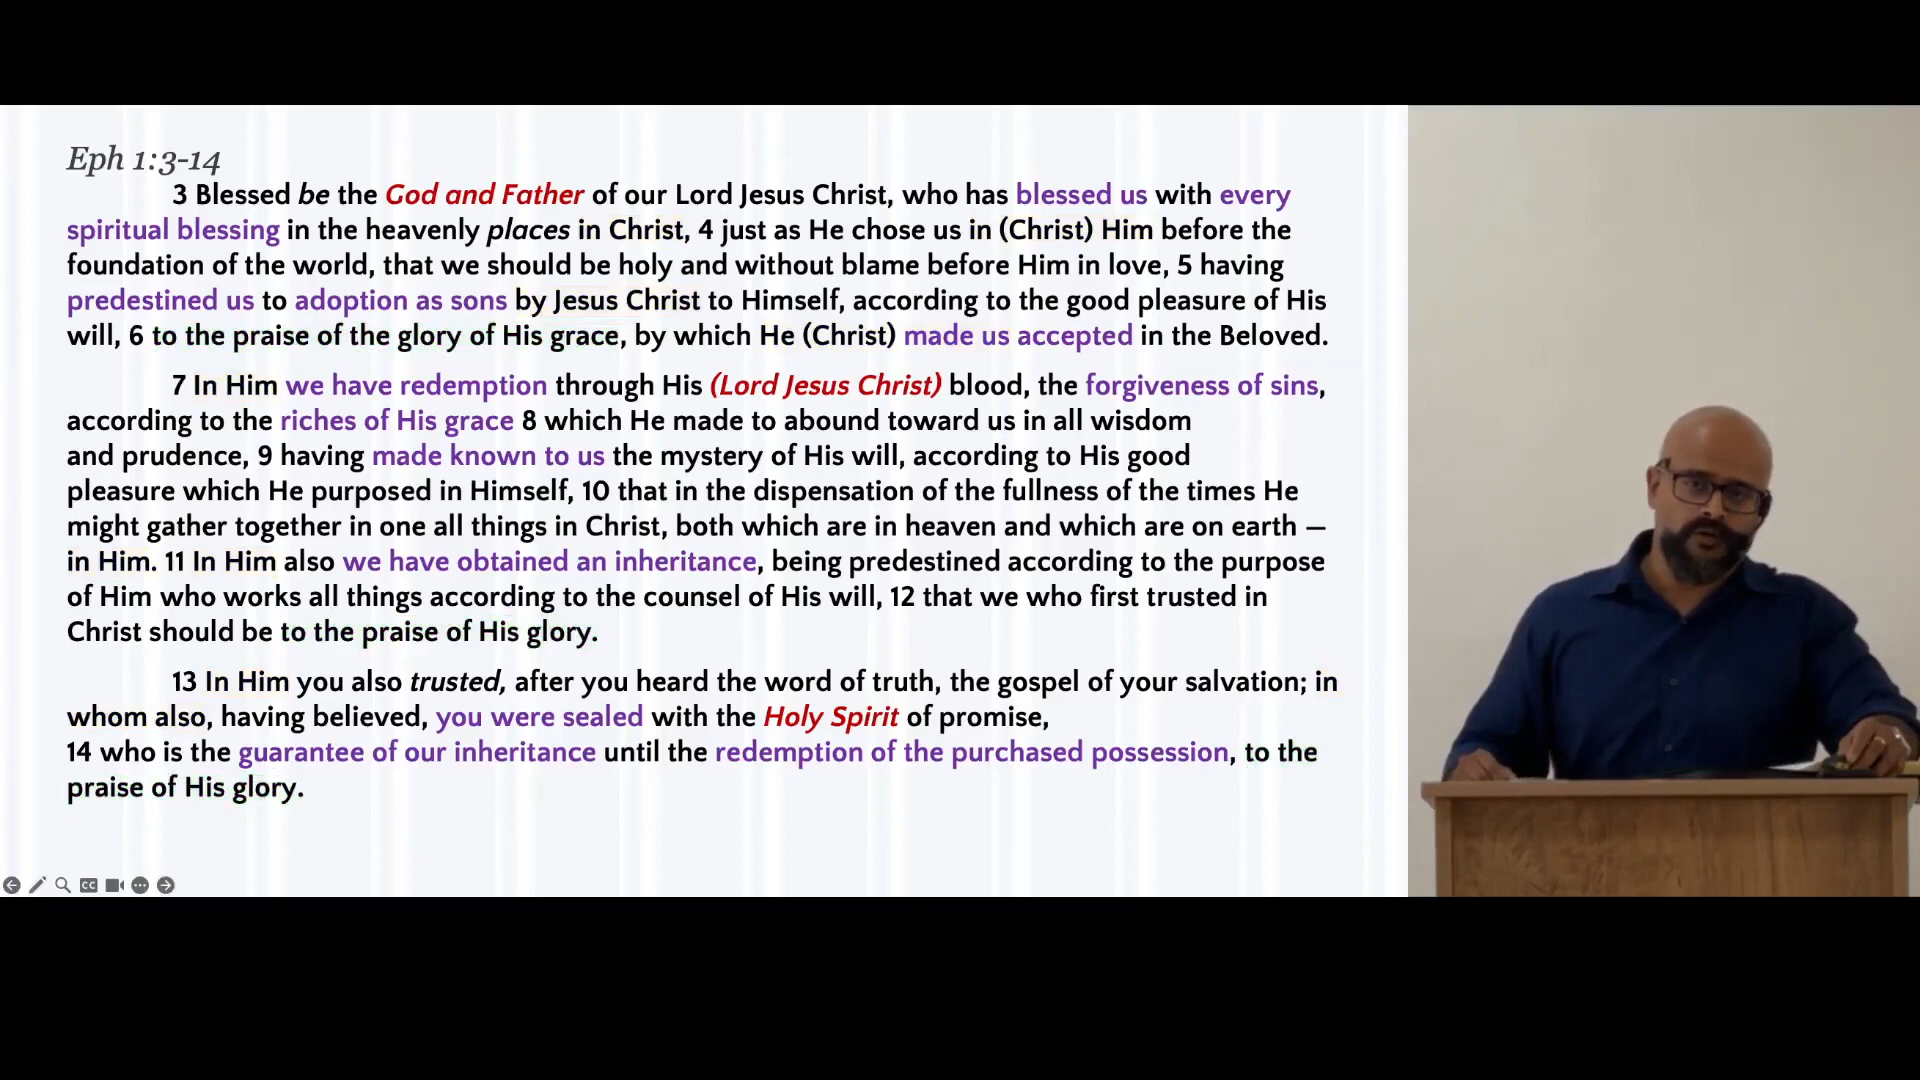 Eph 1:3-14
3 Blessed be the God and Father of our Lord Jesus Christ, who has blessed us with every
spiritual blessing in the heavenly places in Christ, 4 just as He chose us in (Christ) Him before the
foundation of the world, that we should be holy and without blame before Him in love, 5 having
predestined us to adoption as sons by Jesus Christ to Himself, according to the good pleasure of His
will, 6 to the praise of the glory of His grace, by which He (Christ) made us accepted in the Beloved.
7 In Him we have redemption through His (Lord Jesus Christ) blood, the forgiveness of sins,
according to the riches of His grace 8 which He made to abound toward us in all wisdom
and prudence, 9 having made known to us the mystery of His will, according to His good
pleasure which He purposed in Himself, 10 that in the dispensation of the fullness of the times He
might gather together in one all things in Christ, both which are in heaven and which are on earth —
in Him. 11 In Him also we have obtained an inheritance, being predestined according to the purpose
of Him who works all things according to the counsel of His will, 12 that we who first trusted in
Christ should be to the praise of His glory.
13 In Him you also trusted, after you heard the word of truth, the gospel of your salvation; in
whom also, having believed, you were sealed with the Holy Spirit of promise,
14 who is the guarantee of our inheritance until the redemption of the purchased possession, to the
praise of His glory.
CC